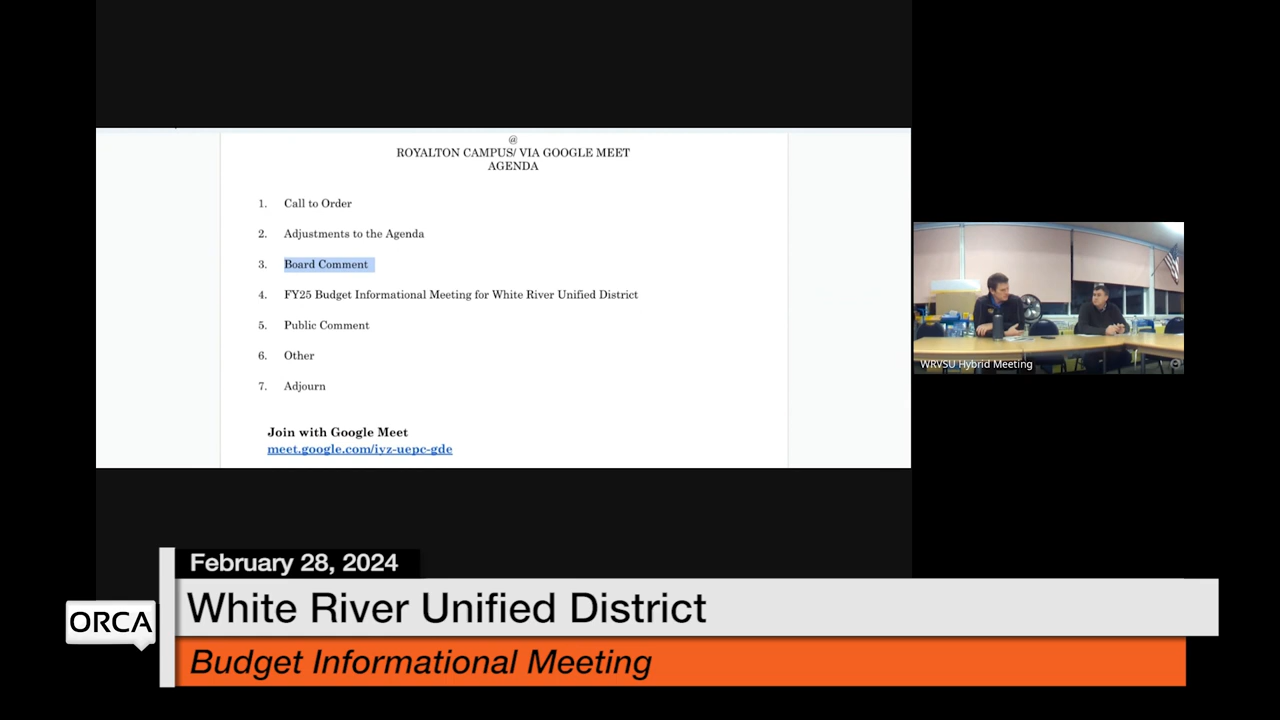 @
ROYALTON CAMPUS/ VIA GOOGLE MEET
AGENDA
1. Call to Order
2. Adjustments to the Agenda
3. Board Comment
4. FY25 Budget Informational Meeting for White River Unified District
5. Public Comment
6. Other
7. Adjourn
Join with Google Meet
meet.google.com/iyz-uepc-gde
WRVSU Hybrid Meeting
February 28, 2024
ORCA
White River Unified District
Budget Informational Meeting